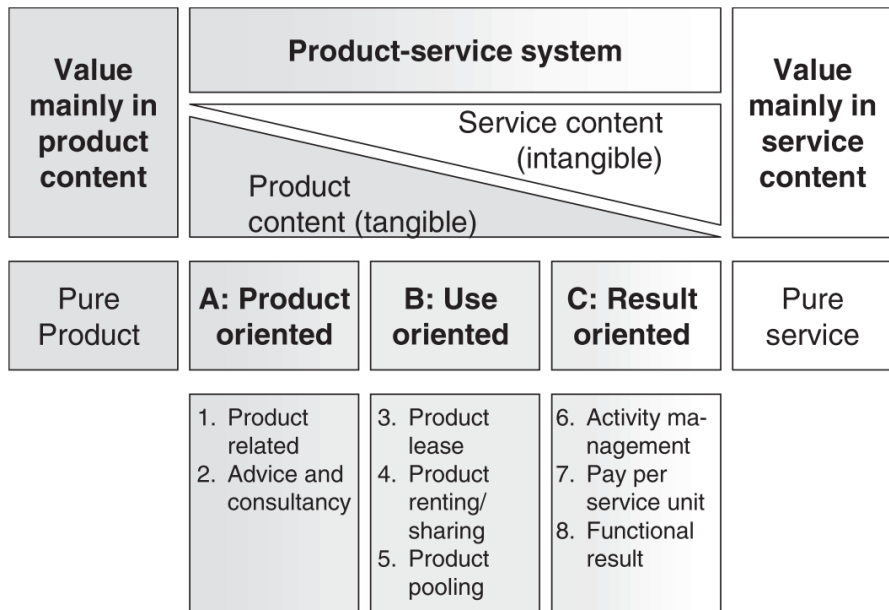 Value
mainly in
product
content
Product-service system
Service content
(intangible)
Product
content (tangible)
Value
mainly in
service
content
Pure
Product
A: Product
oriented
B: Use
oriented
C: Result
oriented
Pure
service
1. Product
related
2. Advice and
consultancy
3. Product
lease
4. Product
renting/
sharing
5. Product
pooling
6. Activity ma-
nagement
7. Pay per
service unit
8. Functional
result